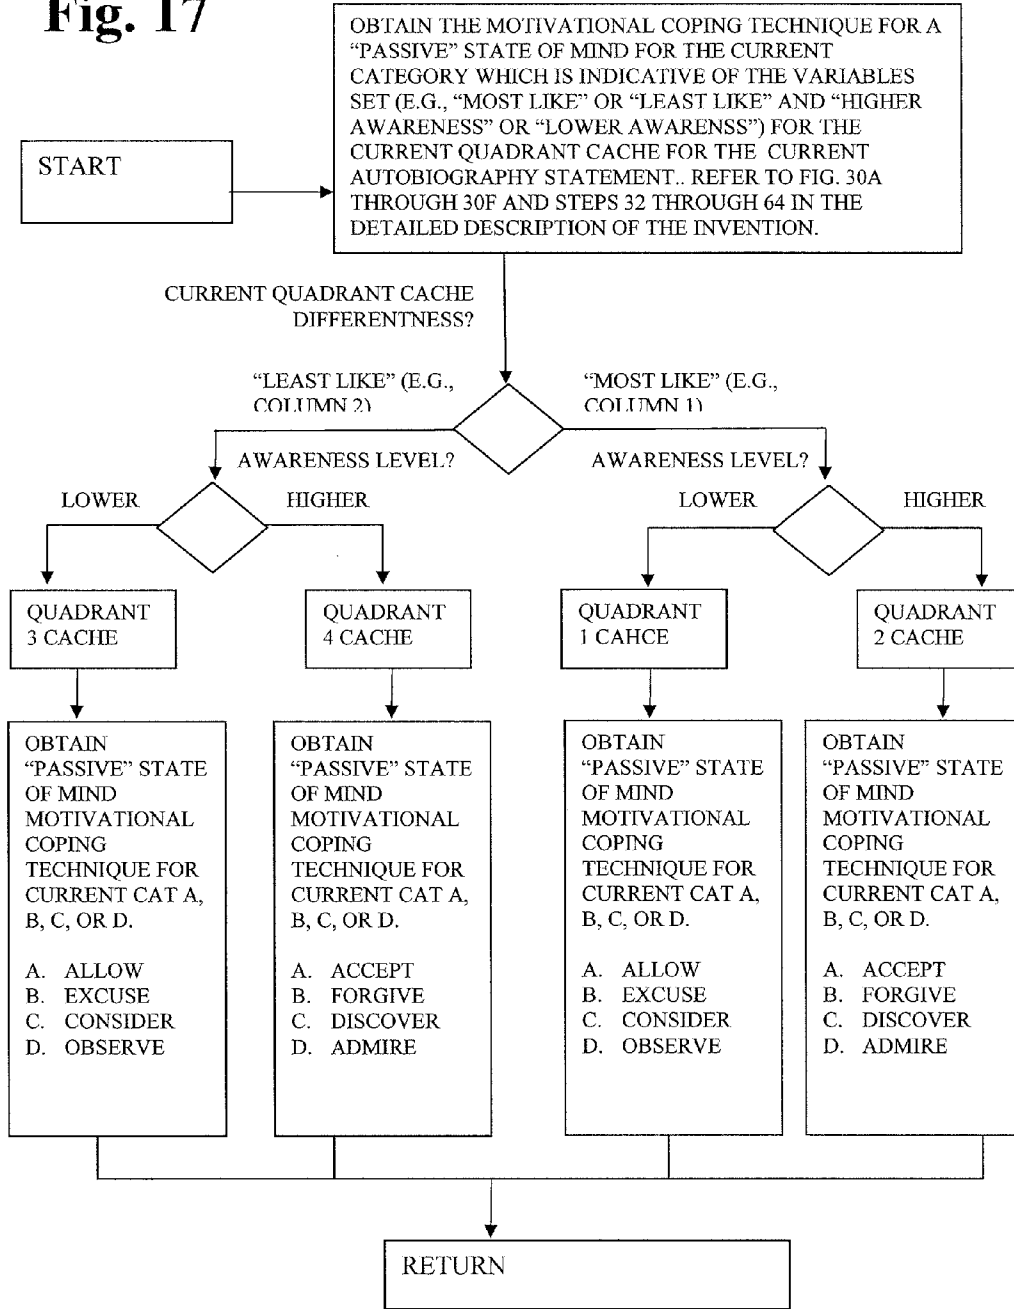 Fig. 17
OBTAIN THE MOTIVATIONAL COPING TECHNIQUE FOR A
“PASSIVE” STATE OF MIND FOR THE CURRENT
CATEGORY WHICH IS INDICATIVE OF THE VARIABLES
SET (E.G., “MOST LIKE” OR “LEAST LIKE” AND “HIGHER
AWARENESS” OR “LOWER AWARENSS”) FOR THE
CURRENT QUADRANT CACHE FOR THE CURRENT
AUTOBIOGRAPHY STATEMENT.. REFER TO FIG. 30A
THROUGH 30F AND STEPS 32 THROUGH 64 IN THE
DETAILED DESCRIPTION OF THE INVENTION.
START
CURRENT QUADRANT CACHE
DIFFERENTNESS?
“LEAST LIKE” (E.G.,
COLUMN 2)
“MOST LIKE” (E.G.,
COLUMN 1)
AWARENESS LEVEL?
AWARENESS LEVEL?
LOWER
HIGHER
LOWER
HIGHER
QUADRANT
3 CACHE
QUADRANT
4 CACHE
QUADRANT
1 CAHCE
QUADRANT
2 CACHE
OBTAIN
“PASSIVE” STATE
OF MIND
MOTIVATIONAL
COPING
TECHNIQUE FOR
CURRENT CAT A,
B, C, OR D.
A. ALLOW
B. EXCUSE
C. CONSIDER
D. OBSERVE
OBTAIN
“PASSIVE” STATE
OF MIND
MOTIVATIONAL
COPING
TECHNIQUE FOR
CURRENT CAT A,
B, C, OR D.
A. ACCEPT
B. FORGIVE
C. DISCOVER
D. ADMIRE
OBTAIN
“PASSIVE” STATE
OF MIND
MOTIVATIONAL
COPING
TECHNIQUE FOR
CURRENT CAT A,
B, C, OR D.
A. ALLOW
B. EXCUSE
C. CONSIDER
D. OBSERVE
OBTAIN
“PASSIVE” STATE
OF MIND
MOTIVATIONAL
COPING
TECHNIQUE FOR
CURRENT CAT A,
B, C, OR D.
A. ACCEPT
B. FORGIVE
C. DISCOVER
D. ADMIRE
RETURN